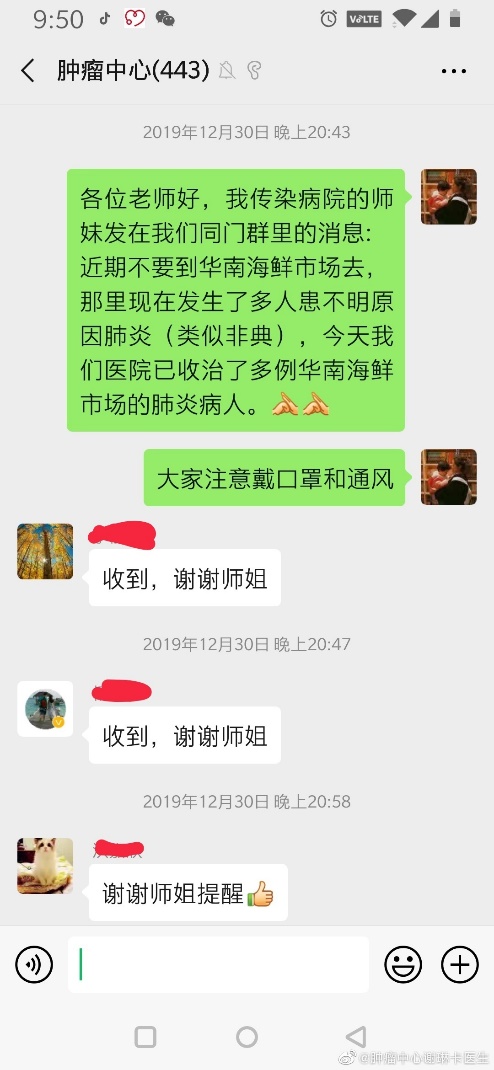 9:50
VoLTE
肿瘤中心(443)
2019年12月30日 晚上20:43
各位老师好，我传染病院的师
妹发在我们同门群里的消息:
近期不要到华南海鲜市场去，
那里现在发生了多人患不明原
因肺炎（类似非典），今天我
们医院已收治了多例华南海鲜
市场的肺炎病人。
大家注意戴口罩和通风
收到，谢谢师姐
2019年12月30日 晚上20:47
收到，谢谢师姐
2019年12月30日 晚上20:58
谢谢师姐提醒
@肿瘤中心谢琳卡医生